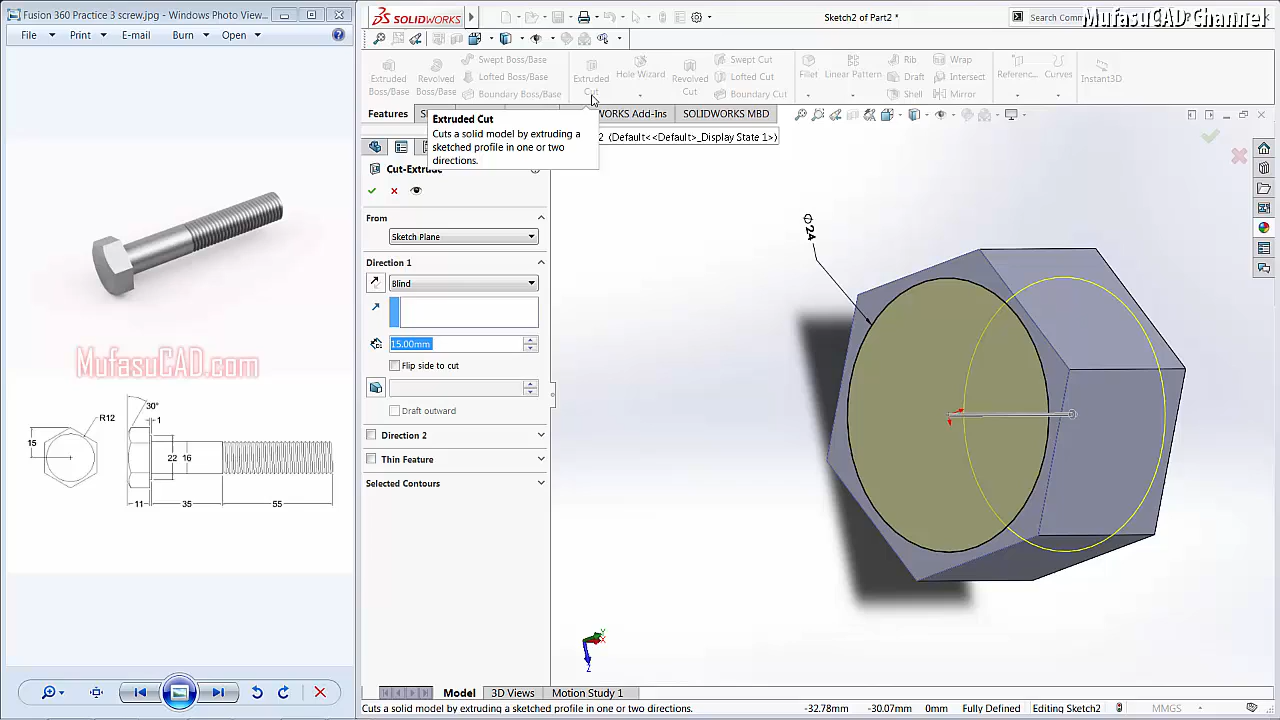 Fusion 360 Practice 3 screw.jpg - Windows Photo View...
File Print E-mail Burn Open
MufasuCAD.com
30°
R12
1
15
22 16
11 35 55
SOLIDWORKS
Sketch2 of Part2 *
Search Comm
MufasuCAD Channel
Extruded Boss/Base
Revolved Boss/Base
Swept Boss/Base
Lofted Boss/Base
Boundary Boss/Base
Extruded Cut
Hole Wizard
Revolved Cut
Swept Cut
Lofted Cut
Boundary Cut
Fillet
Linear Pattern
Rib
Draft
Shell
Wrap
Intersect
Mirror
Referenc...
Curves
Instant3D
Features
WORKS Add-Ins
SOLIDWORKS MBD
Extruded Cut
Cuts a solid model by extruding a
sketched profile in one or two
directions.
2 (Default<<Default>_Display State 1>)
Cut-Extrude
From
Sketch Plane
Direction 1
Blind
15.00mm
Flip side to cut
Draft outward
Direction 2
Thin Feature
Selected Contours
∅24
Y
X
Z
Model 3D Views Motion Study 1
Cuts a solid model by extruding a sketched profile in one or two directions.
-32.78mm -30.07mm 0mm Fully Defined Editing Sketch2 MMGS